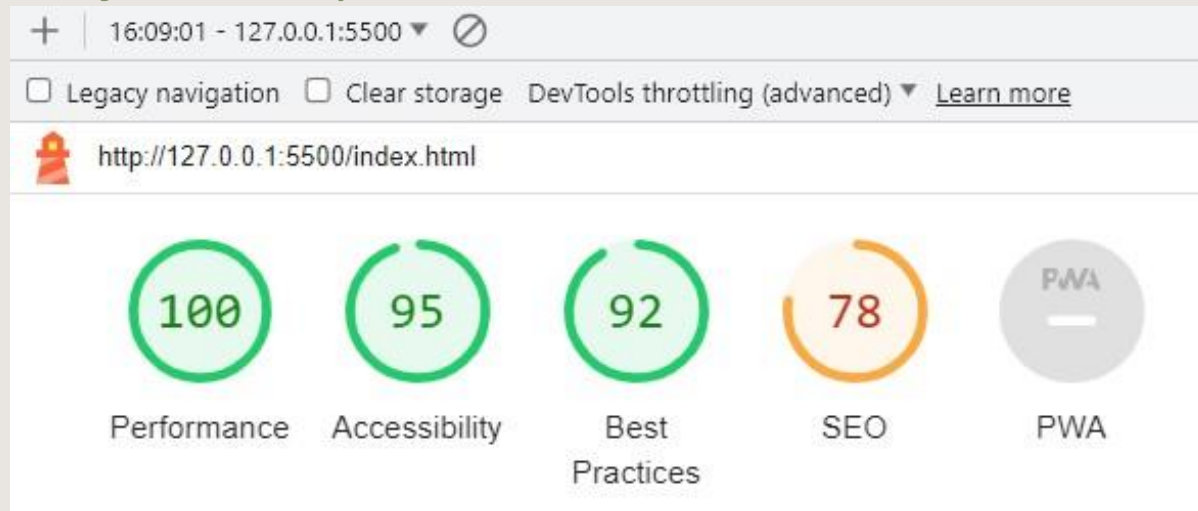 16:09:01 - 127.0.0.1:5500
Legacy navigation Clear storage DevTools throttling (advanced) Learn more
http://127.0.0.1:5500/index.html
100 95 92 78 PWA
Performance Accessibility Best Practices SEO PWA